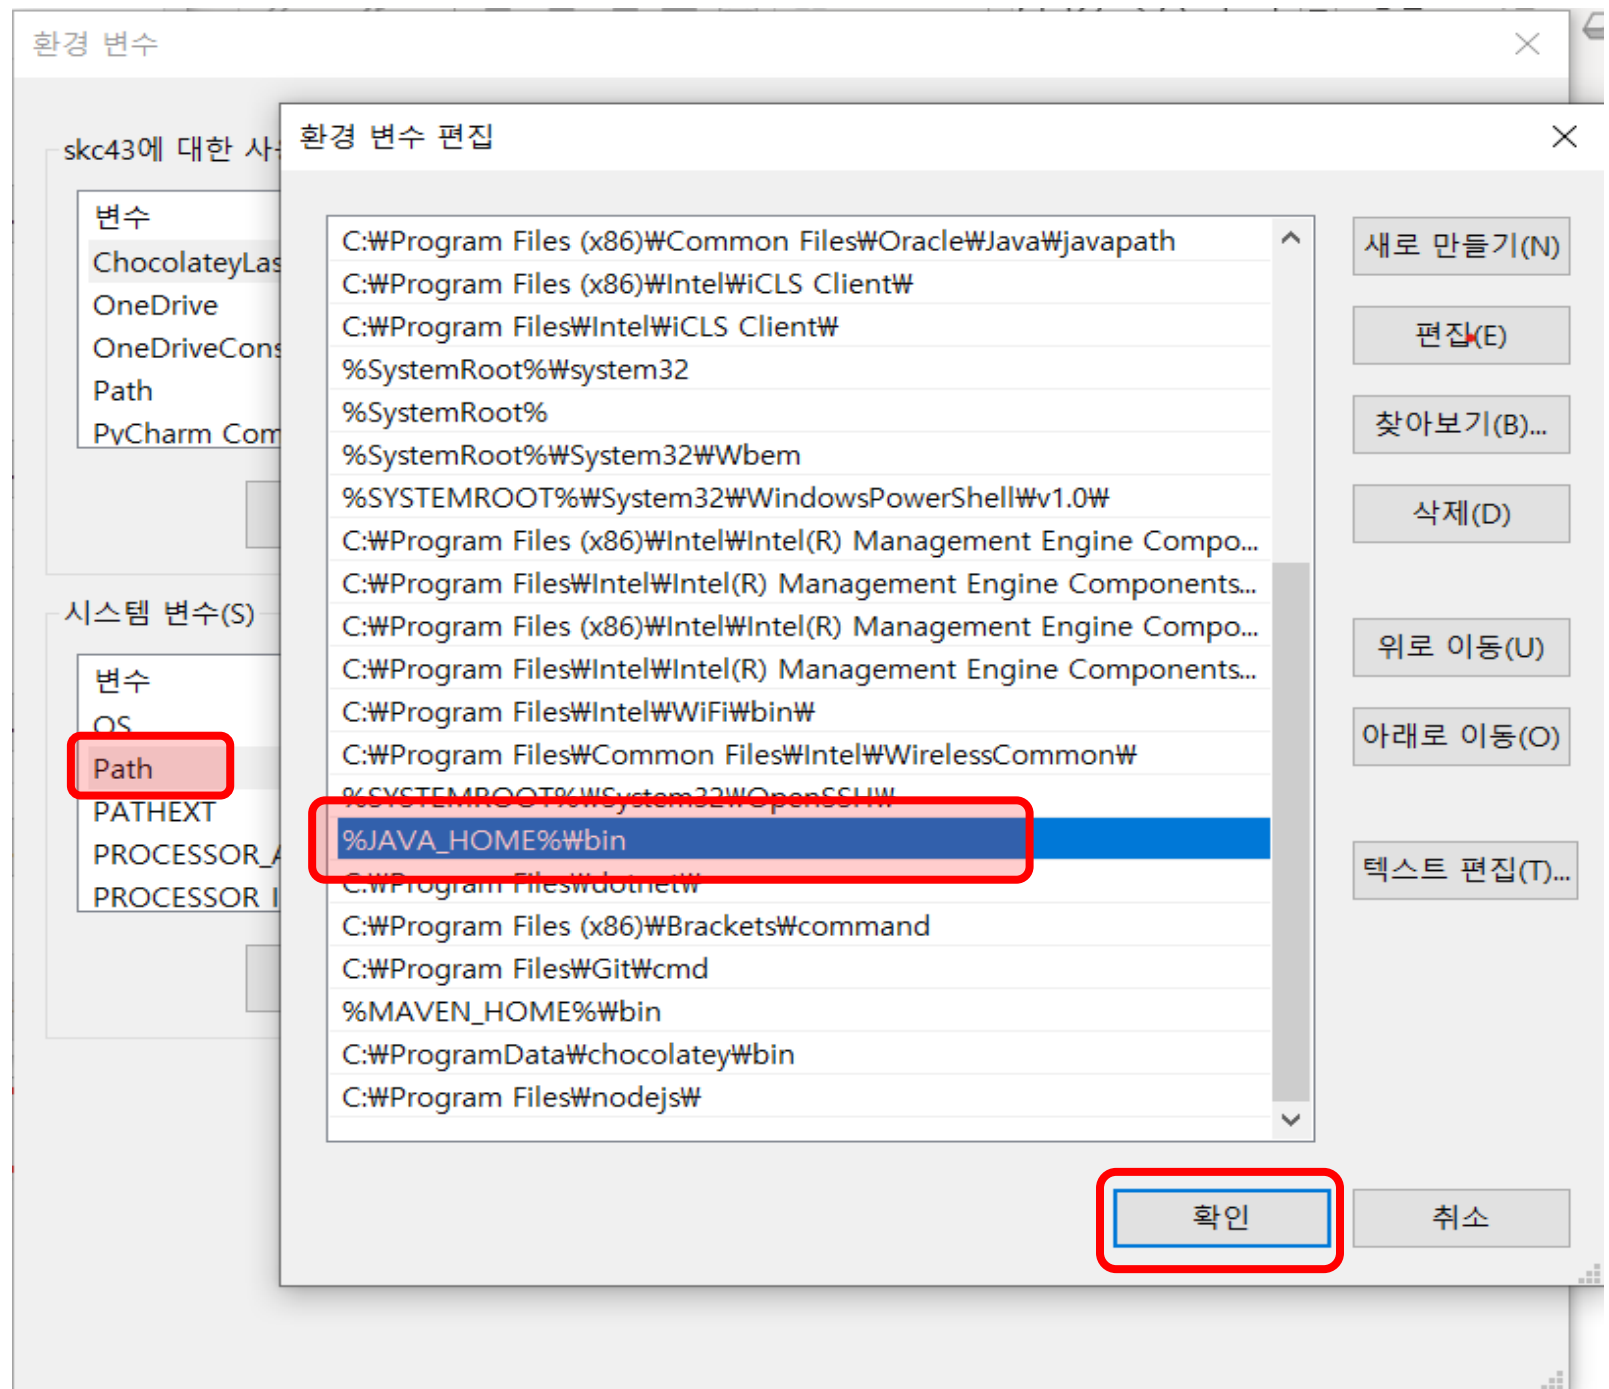 환경 변수
skc43에 대한 사
변수
ChocolateyLas
OneDrive
OneDriveCons
Path
PyCharm Com
시스템 변수(S)
변수
OS
Path
PATHEXT
PROCESSOR_A
PROCESSOR_I
환경 변수 편집
C:₩Program Files (x86)₩Common Files₩Oracle₩Java₩javapath
C:₩Program Files (x86)₩Intel₩iCLS Client₩
C:₩Program Files₩Intel₩iCLS Client₩
%SystemRoot%₩system32
%SystemRoot%
%SystemRoot%₩System32₩Wbem
%SYSTEMROOT%₩System32₩WindowsPowerShell₩v1.0₩
C:₩Program Files (x86)₩Intel₩Intel(R) Management Engine Compo...
C:₩Program Files₩Intel₩Intel(R) Management Engine Components...
C:₩Program Files (x86)₩Intel₩Intel(R) Management Engine Compo...
C:₩Program Files₩Intel₩Intel(R) Management Engine Components...
C:₩Program Files₩Intel₩WiFi₩bin₩
C:₩Program Files₩Common Files₩Intel₩WirelessCommon₩
%SYSTEMROOT%₩System32₩OpenSSH₩
%JAVA_HOME%₩bin
C:₩Program Files₩dotnet₩
C:₩Program Files (x86)₩Brackets₩command
C:₩Program Files₩Git₩cmd
%MAVEN_HOME%₩bin
C:₩ProgramData₩chocolatey₩bin
C:₩Program Files₩nodejs₩
새로 만들기(N)
편집(E)
찾아보기(B)...
삭제(D)
위로 이동(U)
아래로 이동(O)
텍스트 편집(T)...
확인
취소